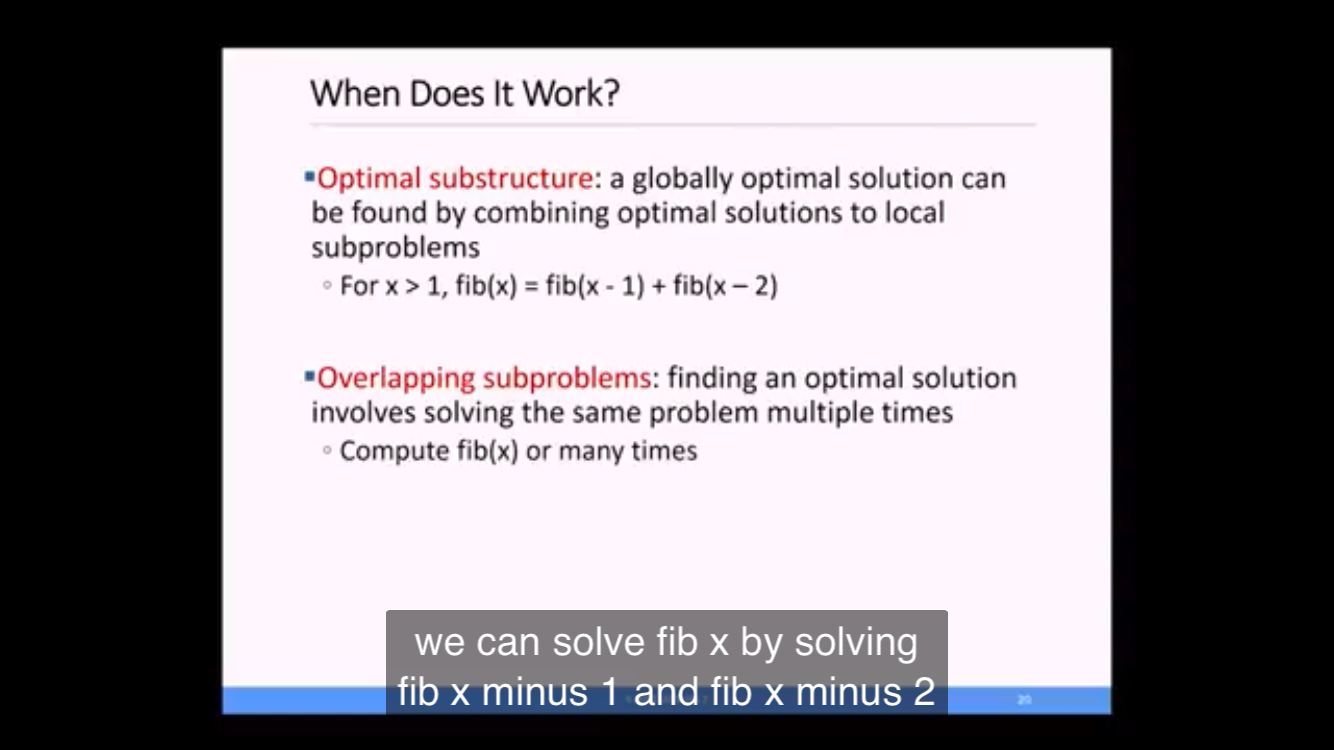 When Does It Work?
▪Optimal substructure: a globally optimal solution can
be found by combining optimal solutions to local
subproblems
◦ For x > 1, fib(x) = fib(x - 1) + fib(x – 2)
▪Overlapping subproblems: finding an optimal solution
involves solving the same problem multiple times
◦ Compute fib(x) or many times
we can solve fib x by solving
fib x minus 1 and fib x minus 2
20